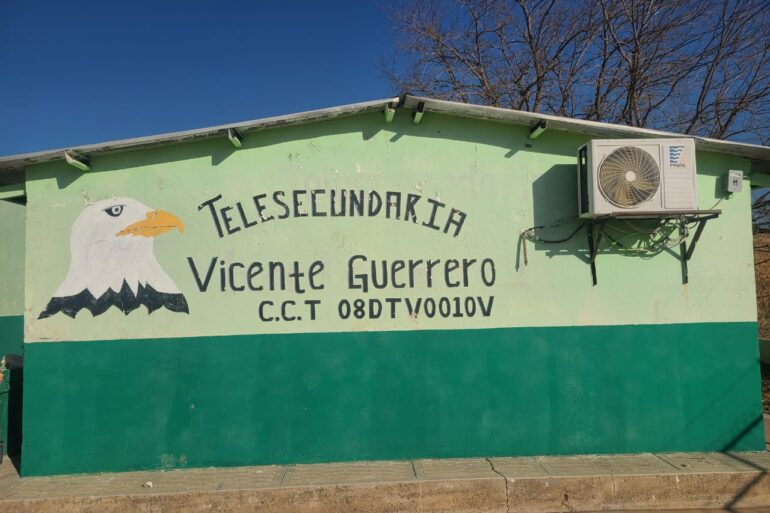 TELESECUNDARIA
Vicente Guerrero
C.C.T 08DTV0010V